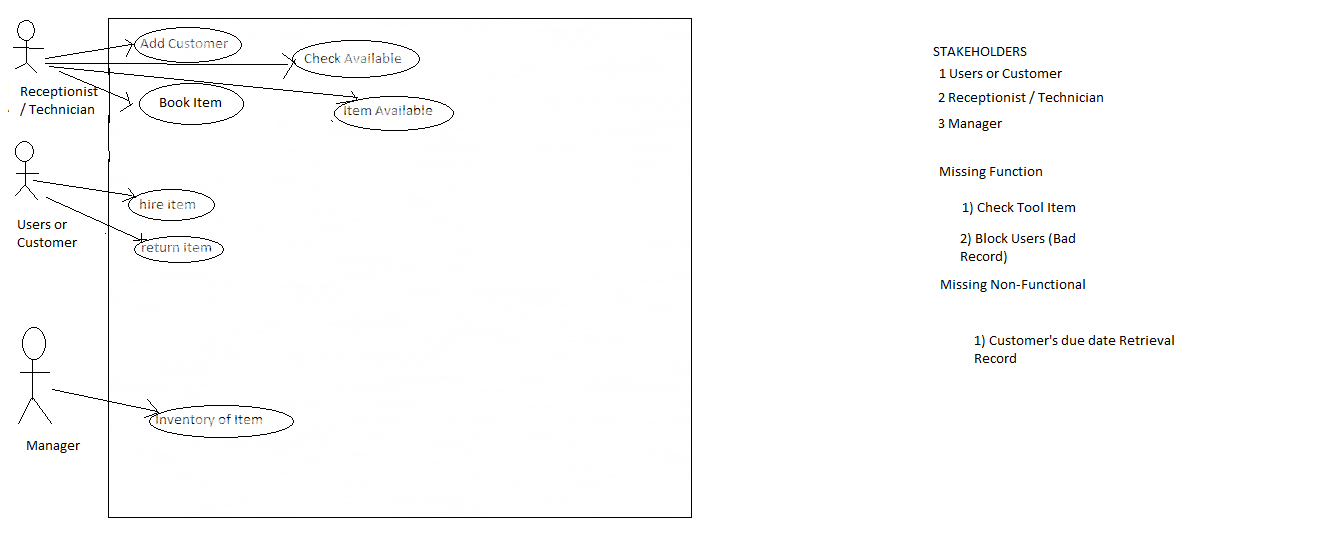 Add Customer
Check Available
Receptionist
/ Technician
Book Item
Item Available
Users or
Customer
hire item
return item
Manager
Inventory of Item
STAKEHOLDERS
1 Users or Customer
2 Receptionist / Technician
3 Manager
Missing Function
1) Check Tool Item
2) Block Users (Bad
Record)
Missing Non-Functional
1) Customer's due date Retrieval
Record